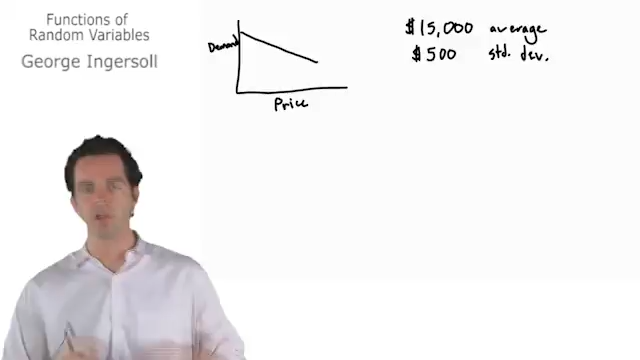 Functions of
Random Variables
George Ingersoll
Demand
Price
$15,000 average
$500 std. dev.